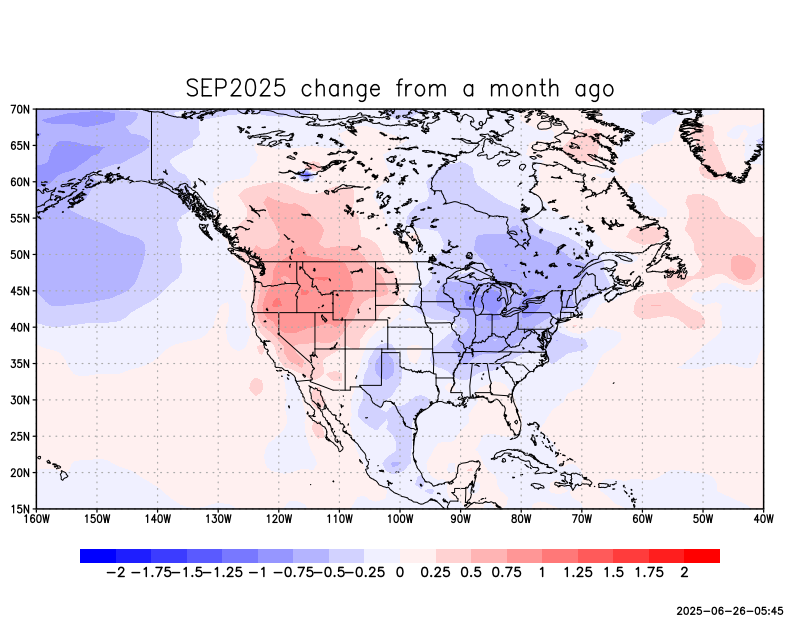 SEP2025 change from a month ago
70N
65N
60N
55N
50N
45N
40N
35N
30N
25N
20N
15N
160W 150W 140W 130W 120W 110W 100W 90W 80W 70W 60W 50W 40W
−2 −1.75 −1.5 −1.25 −1 −0.75 −0.5 −0.25 0 0.25 0.5 0.75 1 1.25 1.5 1.75 2
2025-06-26-05:45